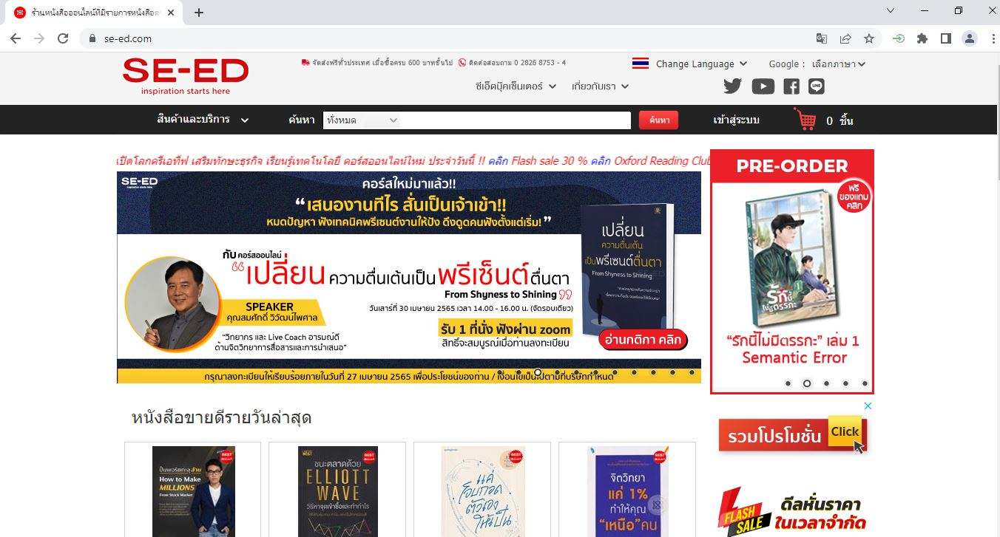 ร้านหนังสือออนไลน์ที่มีรายการหนังสือ
se-ed.com
SE-ED
inspiration starts here
จัดส่งฟรีทั่วประเทศ เมื่อซื้อครบ 600 บาทขึ้นไป
ติดต่อสอบถาม 0 2826 8753 - 4
Change Language
Google : เลือกภาษา
ซีเอ็ดบุ๊คเซ็นเตอร์
เกี่ยวกับเรา
สินค้าและบริการ
ค้นหา
ทั้งหมด
ค้นหา
เข้าสู่ระบบ
0 ชิ้น
เปิดโลกครีเอทีฟ เสริมทักษะธุรกิจ เรียนรู้เทคโนโลยี คอร์สออนไลน์ใหม่ ประจำวันนี้ !! คลิก Flash sale 30 % คลิก Oxford Reading Club
SE-ED
inspiration starts here
คอร์สใหม่มาแล้ว!!
“เสนองานทีไร สั่นเป็นเจ้าเข้า!!
หมดปัญหา ฟังเทคนิคพรีเซนต์งานให้ปัง ดึงดูดคนฟังตั้งแต่เริ่ม!”
กับ คอร์สออนไลน์
“เปลี่ยน ความตื่นเต้นเป็น พรีเซ็นต์ ตื่นตา
From Shyness to Shining”
วันเสาร์ที่ 30 เมษายน 2565 เวลา 14.00 - 16.00 น. (จัดรอบเดียว)
SPEAKER
คุณสมศักดิ์ วิวัฒน์ไพศาล
“วิทยากร และ Live Coach อารมณ์ดี
ด้านจิตวิทยาการสื่อสารและการนำเสนอ”
รับ 1 ที่นั่ง ฟังผ่าน zoom
สิทธิ์จะสมบูรณ์เมื่อท่านลงทะเบียน
เปลี่ยน
ความตื่นเต้น
เป็นพรีเซนต์ตื่นตา
From Shyness to Shining
อ่านกติกา คลิก
กรุณาลงทะเบียนให้เรียบร้อยภายในวันที่ 27 เมษายน 2565 เพื่อประโยชน์ของท่าน / เงื่อนไขเป็นไปตามที่บริษัทกำหนด
PRE-ORDER
ฟรี
ของแถม
คลิก
รักนี้
ไม่มีตรรกะ
1
“รักนี้ไม่มีตรรกะ” เล่ม 1
Semantic Error
รวมโปรโมชั่น
Click
FLASH
SALE
ดีลหั่นราคา
ในเวลาจำกัด
หนังสือขายดีรายวันล่าสุด
ปั้นพอร์ตทะลุล้าน
How to Make
MILLIONS
From Stock Market
BEST
SELLER
ชนะตลาดด้วย
ELLIOTT
WAVE
วิธีหาจุดเข้าซื้อและทำกำไร
BEST
SELLER
แค่
โอบกอด
ตัวเอง
ให้เป็น
BEST
SELLER
จิตวิทยา
แค่ 1%
ทำให้คุณ
“เหนือ”คน
BEST
SELLER